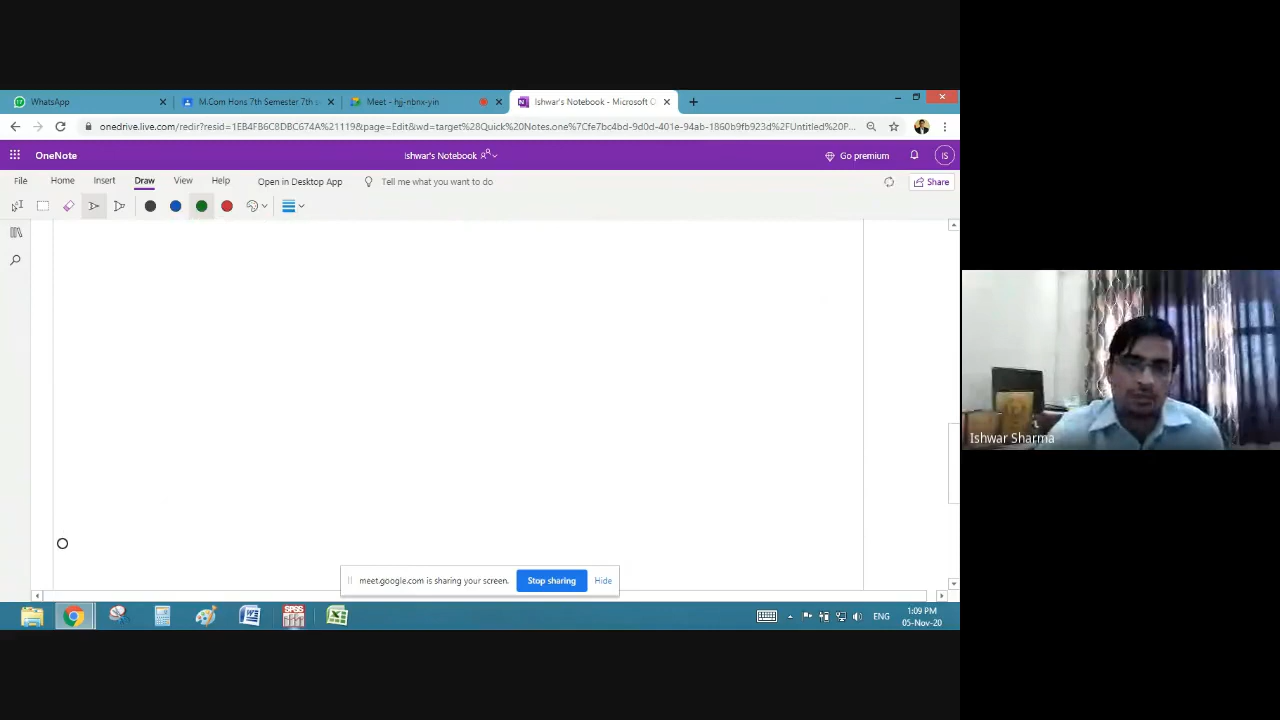 WhatsApp
M.Com Hons 7th Semester 7th s
Meet - hjj-nbnx-yin
Ishwar's Notebook - Microsoft O
onedrive.live.com/redir?resid=1EB4FB6C8DBC674A%21119&page=Edit&wd=target%28Quick%20Notes.one%7Cfe7bc4bd-9d0d-401e-94ab-1860b9fb923d%2FUntitled%20P...
OneNote
Ishwar's Notebook
Go premium
IS
File Home Insert Draw View Help Open in Desktop App Tell me what you want to do
Share
Ishwar Sharma
meet.google.com is sharing your screen.
Stop sharing
Hide
SPSS
ENG
1:09 PM
05-Nov-20